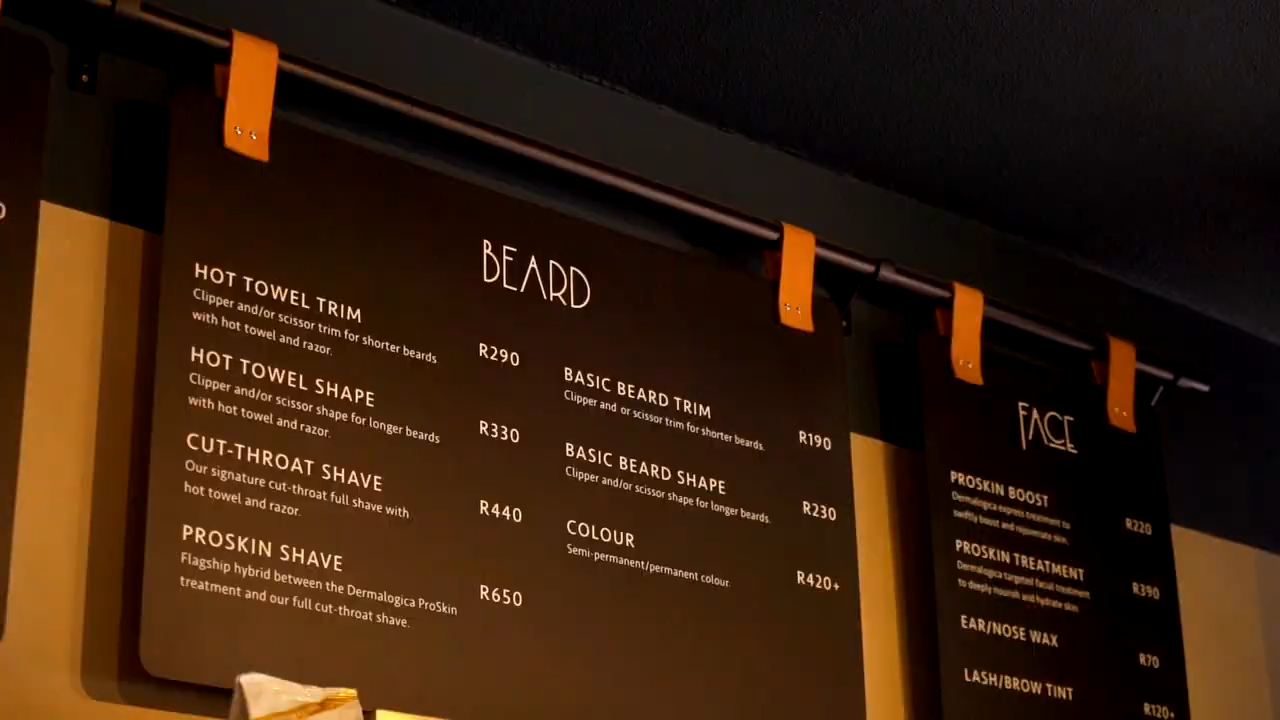 BEARD
HOT TOWEL TRIM
Clipper and/or scissor trim for shorter beards
with hot towel and razor.
R290
HOT TOWEL SHAPE
Clipper and/or scissor shape for longer beards
with hot towel and razor.
R330
CUT-THROAT SHAVE
Our signature cut-throat full shave with
hot towel and razor.
R440
PROSKIN SHAVE
Flagship hybrid between the Dermalogica ProSkin
treatment and our full cut-throat shave.
R650
BASIC BEARD TRIM
Clipper and or scissor trim for shorter beards.
R190
BASIC BEARD SHAPE
Clipper and/or scissor shape for longer beards.
R230
COLOUR
Semi-permanent/permanent colour.
R420+
FACE
PROSKIN BOOST
Dermalogica express treatment to
swiftly boost and rejuvenate skin.
R220
PROSKIN TREATMENT
Dermalogica targeted facial treatment
to deeply nourish and hydrate skin.
R390
EAR/NOSE WAX
R70
LASH/BROW TINT
R120+